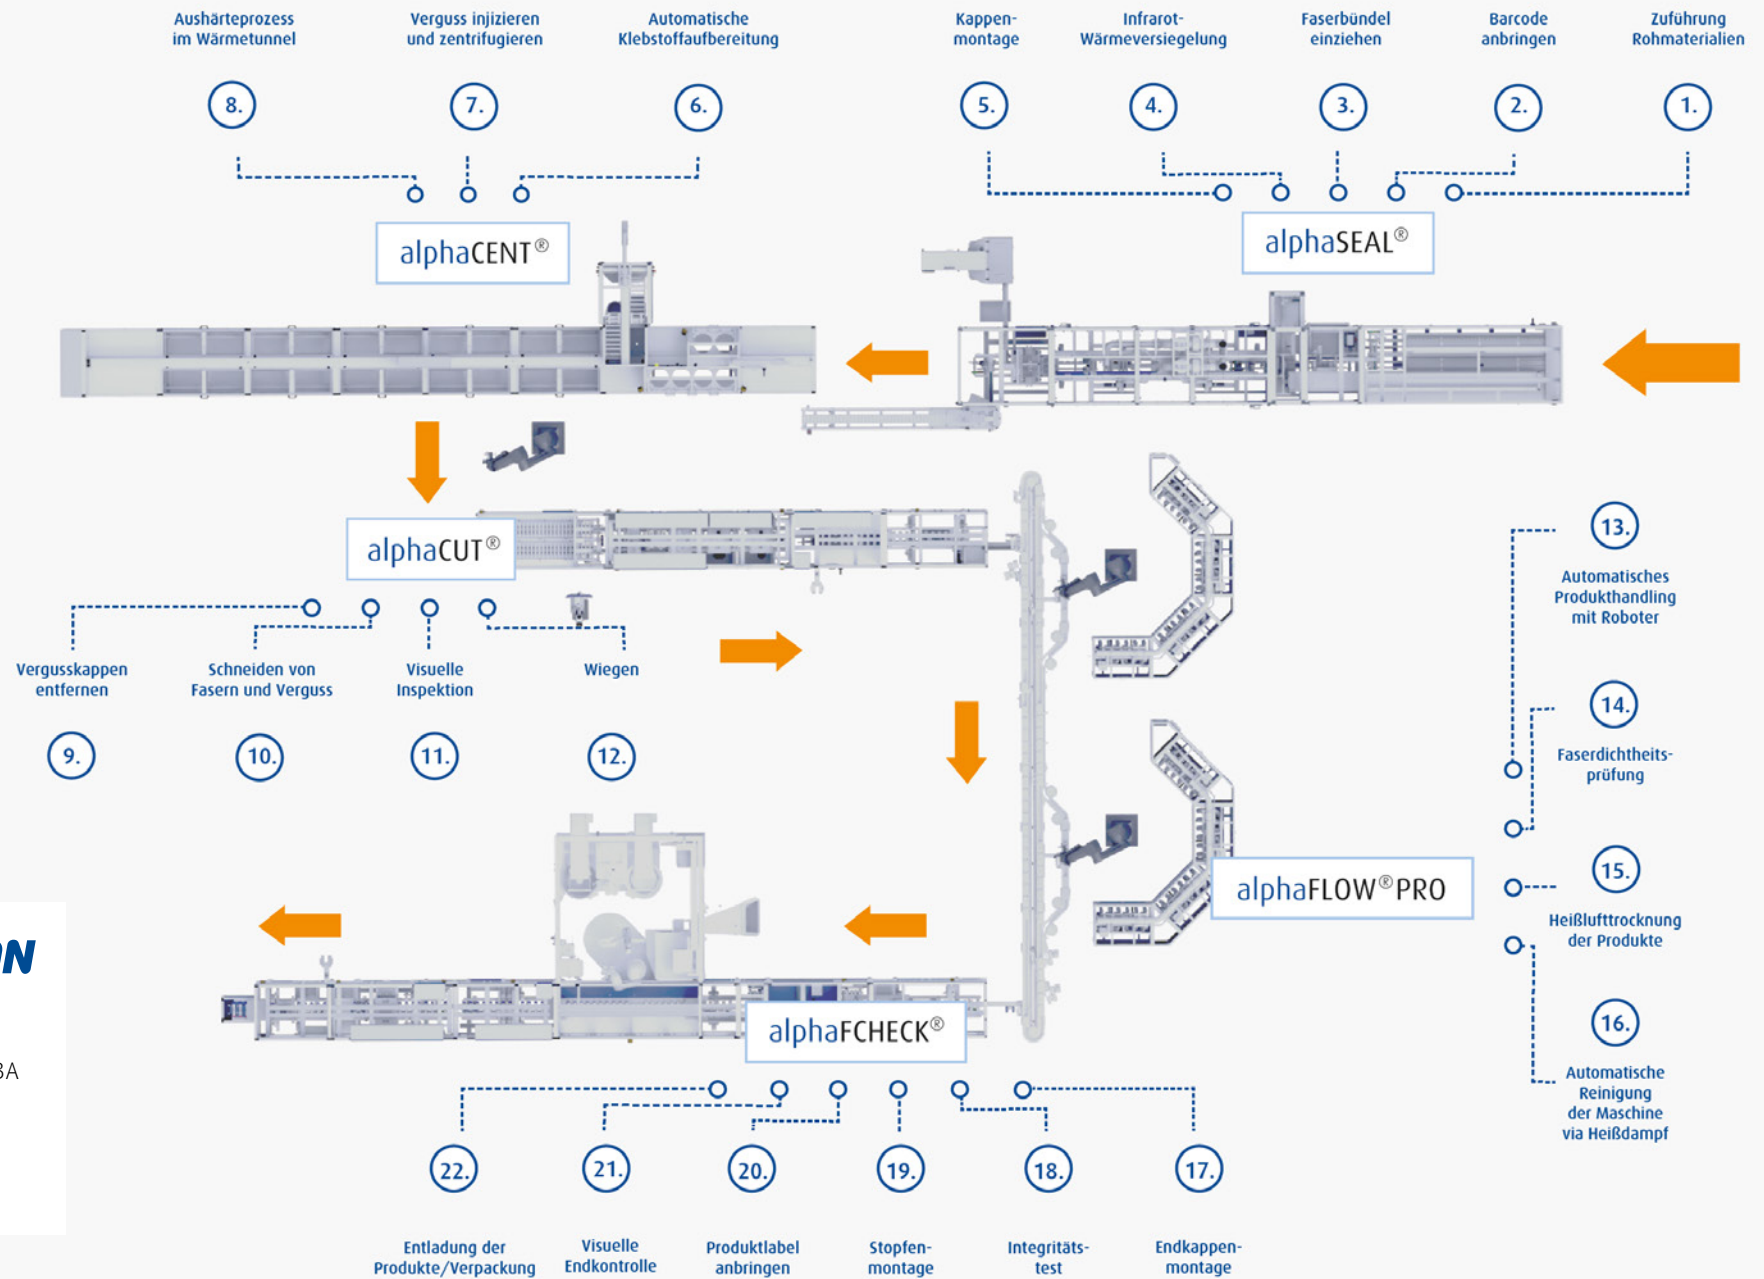 Aushärteprozess
im Wärmetunnel
Verguss injizieren
und zentrifugieren
Automatische
Klebstoffaufbereitung
Kappen-
montage
Infrarot-
Wärmeversiegelung
Faserbündel
einziehen
Barcode
anbringen
Zuführung
Rohmaterialien
8.
7.
6.
5.
4.
3.
2.
1.
alphaCENT®
alphaSEAL®
alphaCUT®
Vergusskappen
entfernen
Schneiden von
Fasern und Verguss
Visuelle
Inspektion
Wiegen
9.
10.
11.
12.
13.
Automatisches
Produkthandling
mit Roboter
14.
Faserdichtheits-
prüfung
15.
Heißlufttrocknung
der Produkte
16.
Automatische
Reinigung
der Maschine
via Heißdampf
alphaFLOW®PRO
alphaFCHECK®
22.
21.
20.
19.
18.
17.
Entladung der
Produkte/Verpackung
Visuelle
Endkontrolle
Produktlabel
anbringen
Stopfen-
montage
Integritäts-
test
Endkappen-
montage